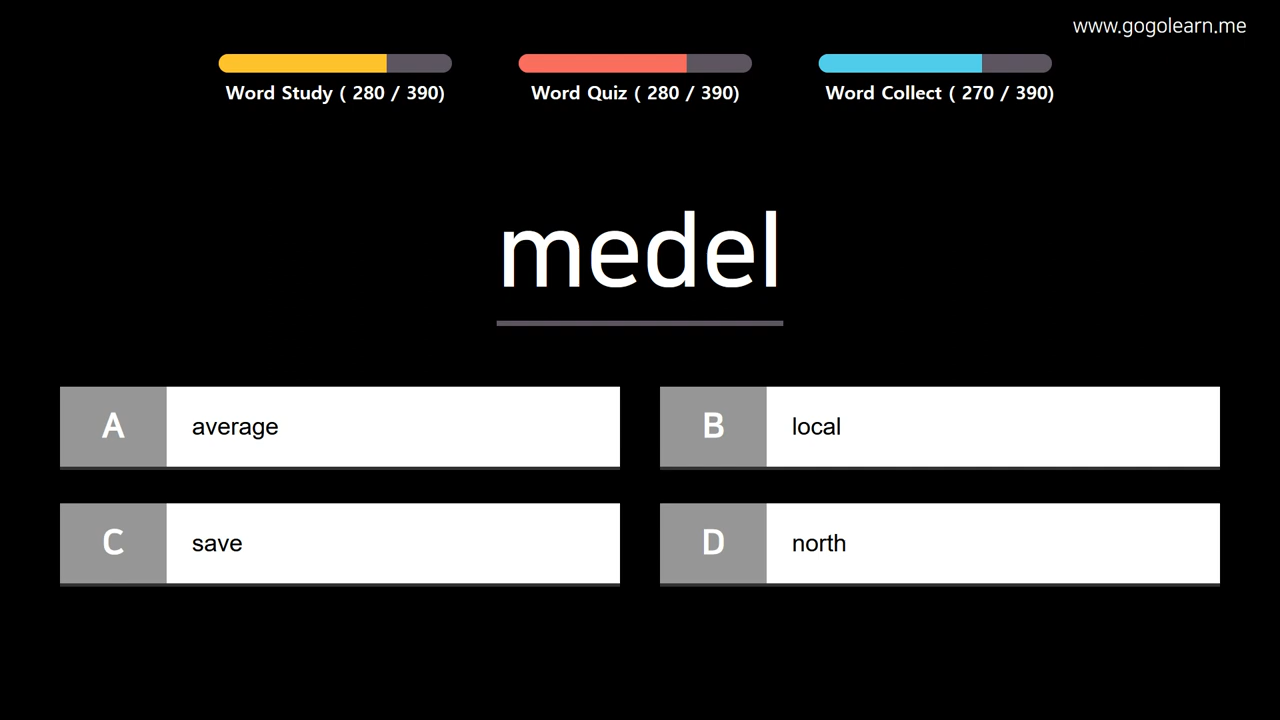 www.gogolearn.me
Word Study ( 280 / 390)
Word Quiz ( 280 / 390)
Word Collect ( 270 / 390)
medel
A average
B local
C save
D north